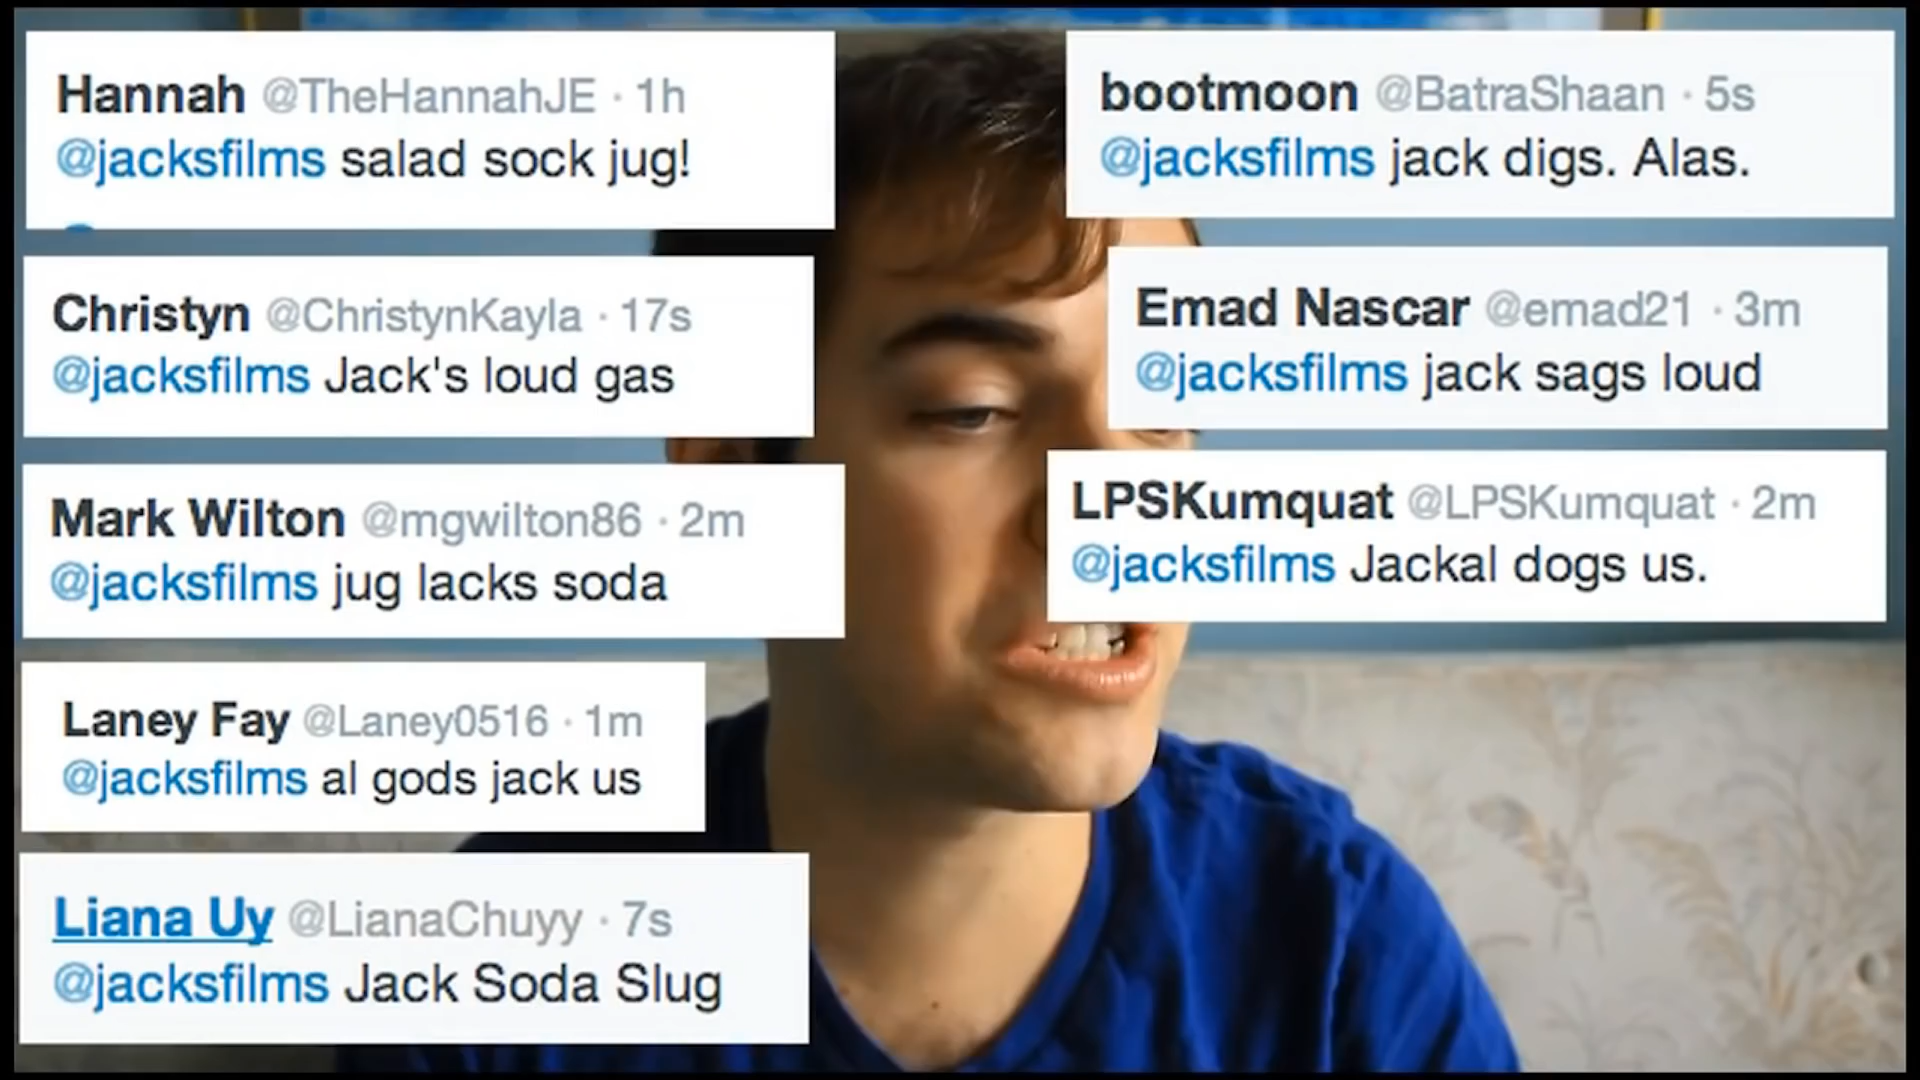 Hannah @TheHannahJE · 1h
@jacksfilms salad sock jug!
Christyn @ChristynKayla · 17s
@jacksfilms Jack's loud gas
Mark Wilton @mgwilton86 · 2m
@jacksfilms jug lacks soda
Laney Fay @Laney0516 · 1m
@jacksfilms al gods jack us
Liana Uy @LianaChuyy · 7s
@jacksfilms Jack Soda Slug
bootmoon @BatraShaan · 5s
@jacksfilms jack digs. Alas.
Emad Nascar @emad21 · 3m
@jacksfilms jack sags loud
LPSKumquat @LPSKumquat · 2m
@jacksfilms Jackal dogs us.